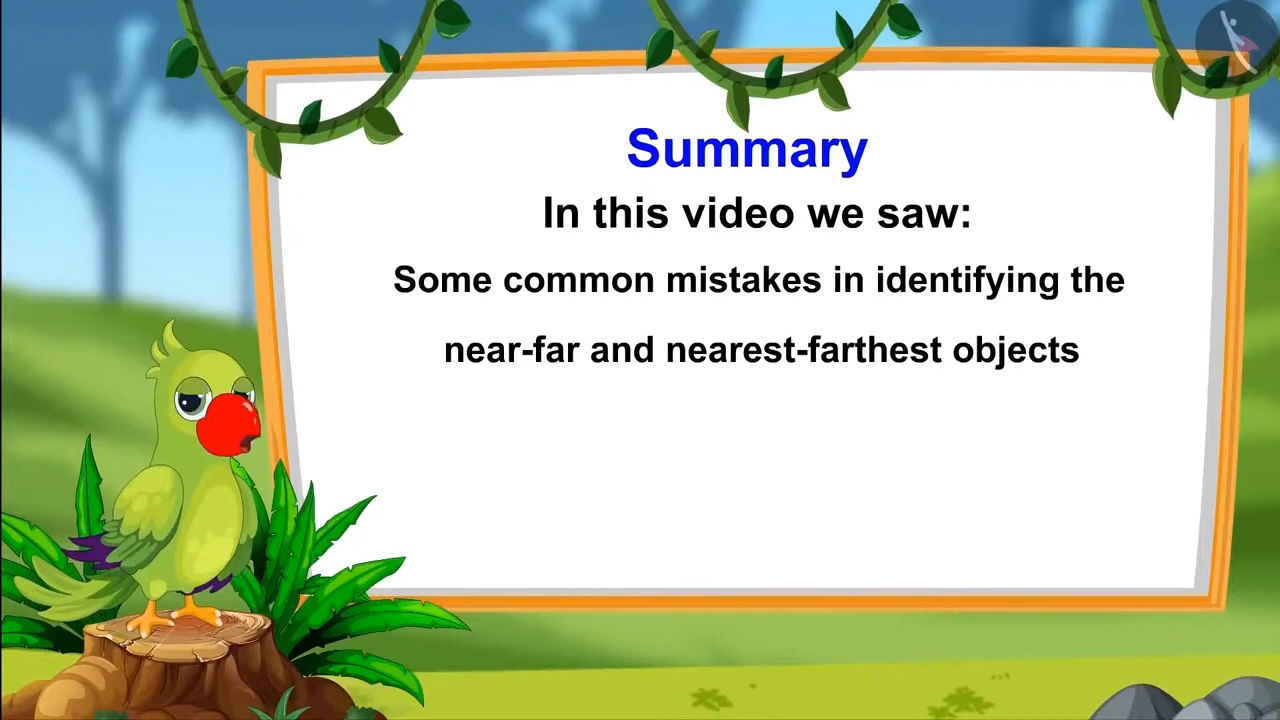 Summary
In this video we saw:
Some common mistakes in identifying the
near-far and nearest-farthest objects